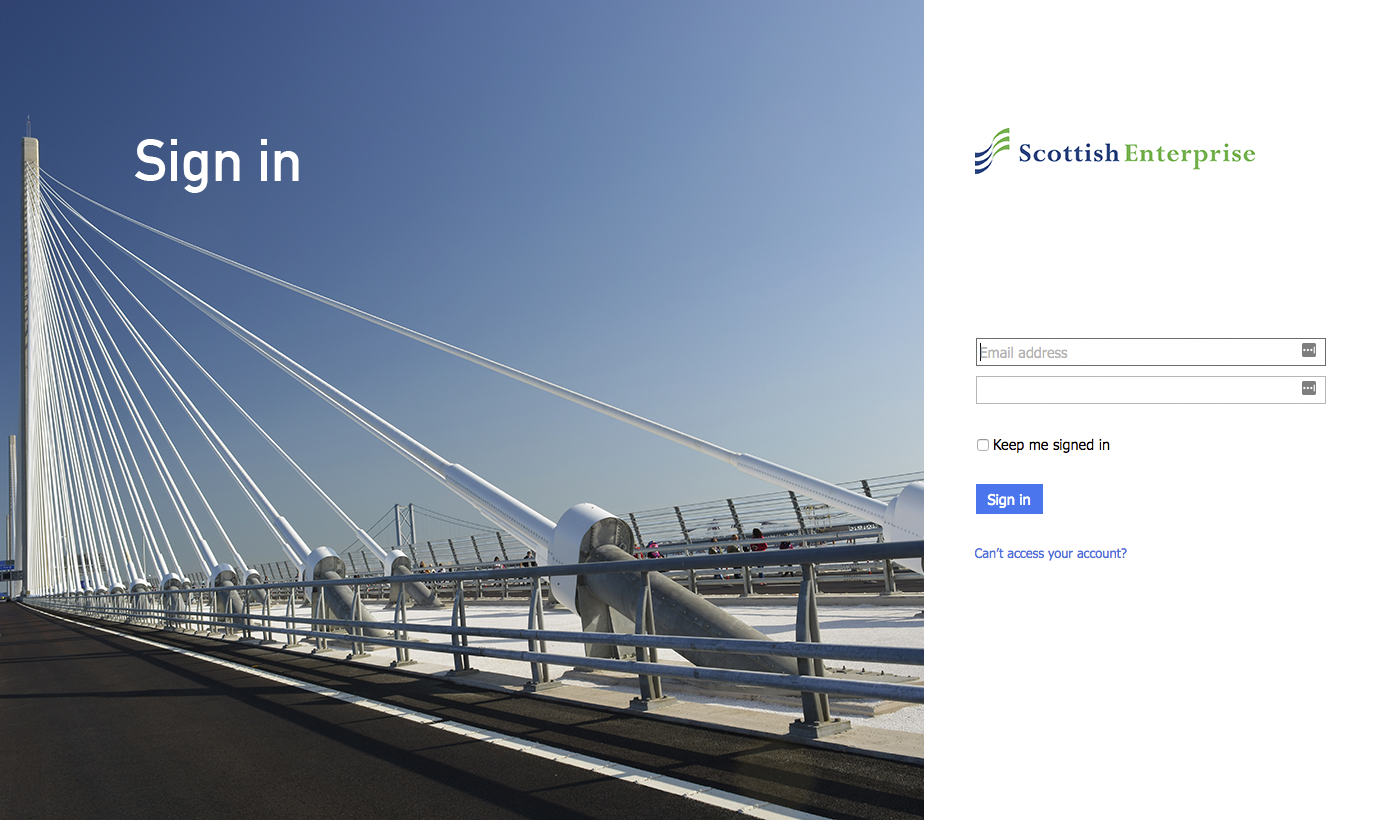 Sign in
Scottish Enterprise
Email address
Keep me signed in
Sign in
Can't access your account?